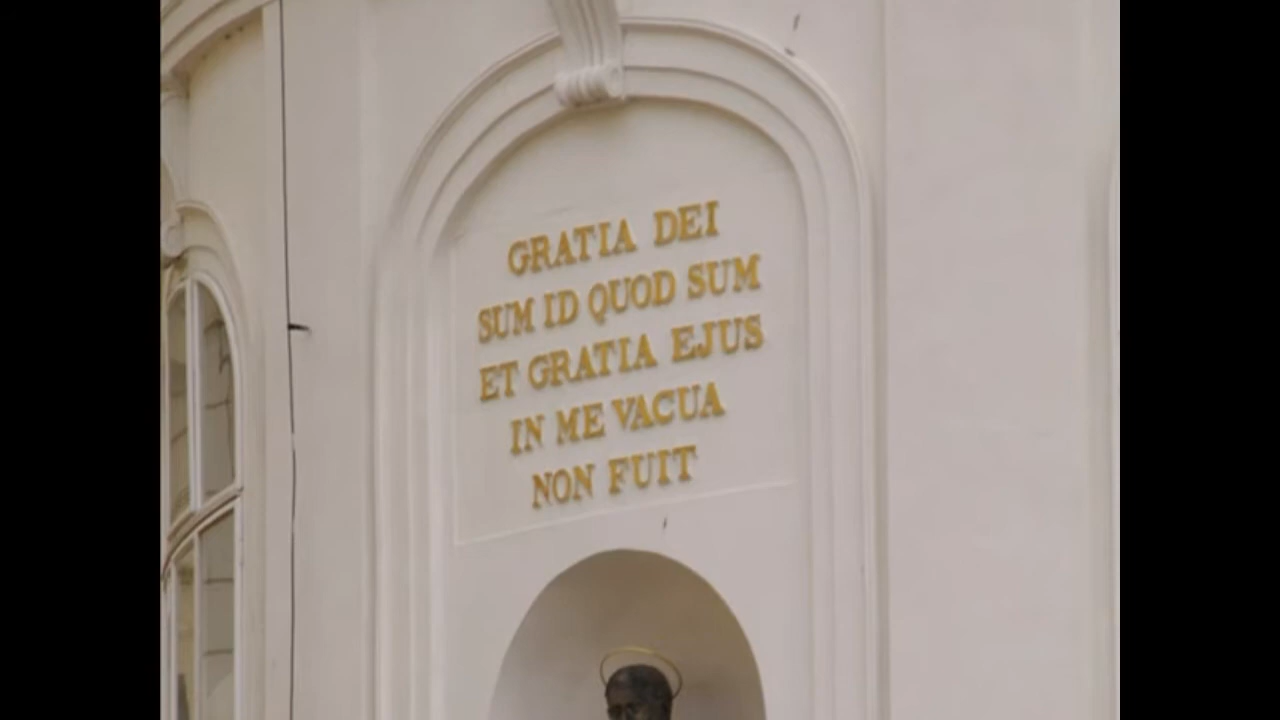 GRATIA DEI
SUM ID QUOD SUM
ET GRATIA EJUS
IN ME VACUA
NON FUIT